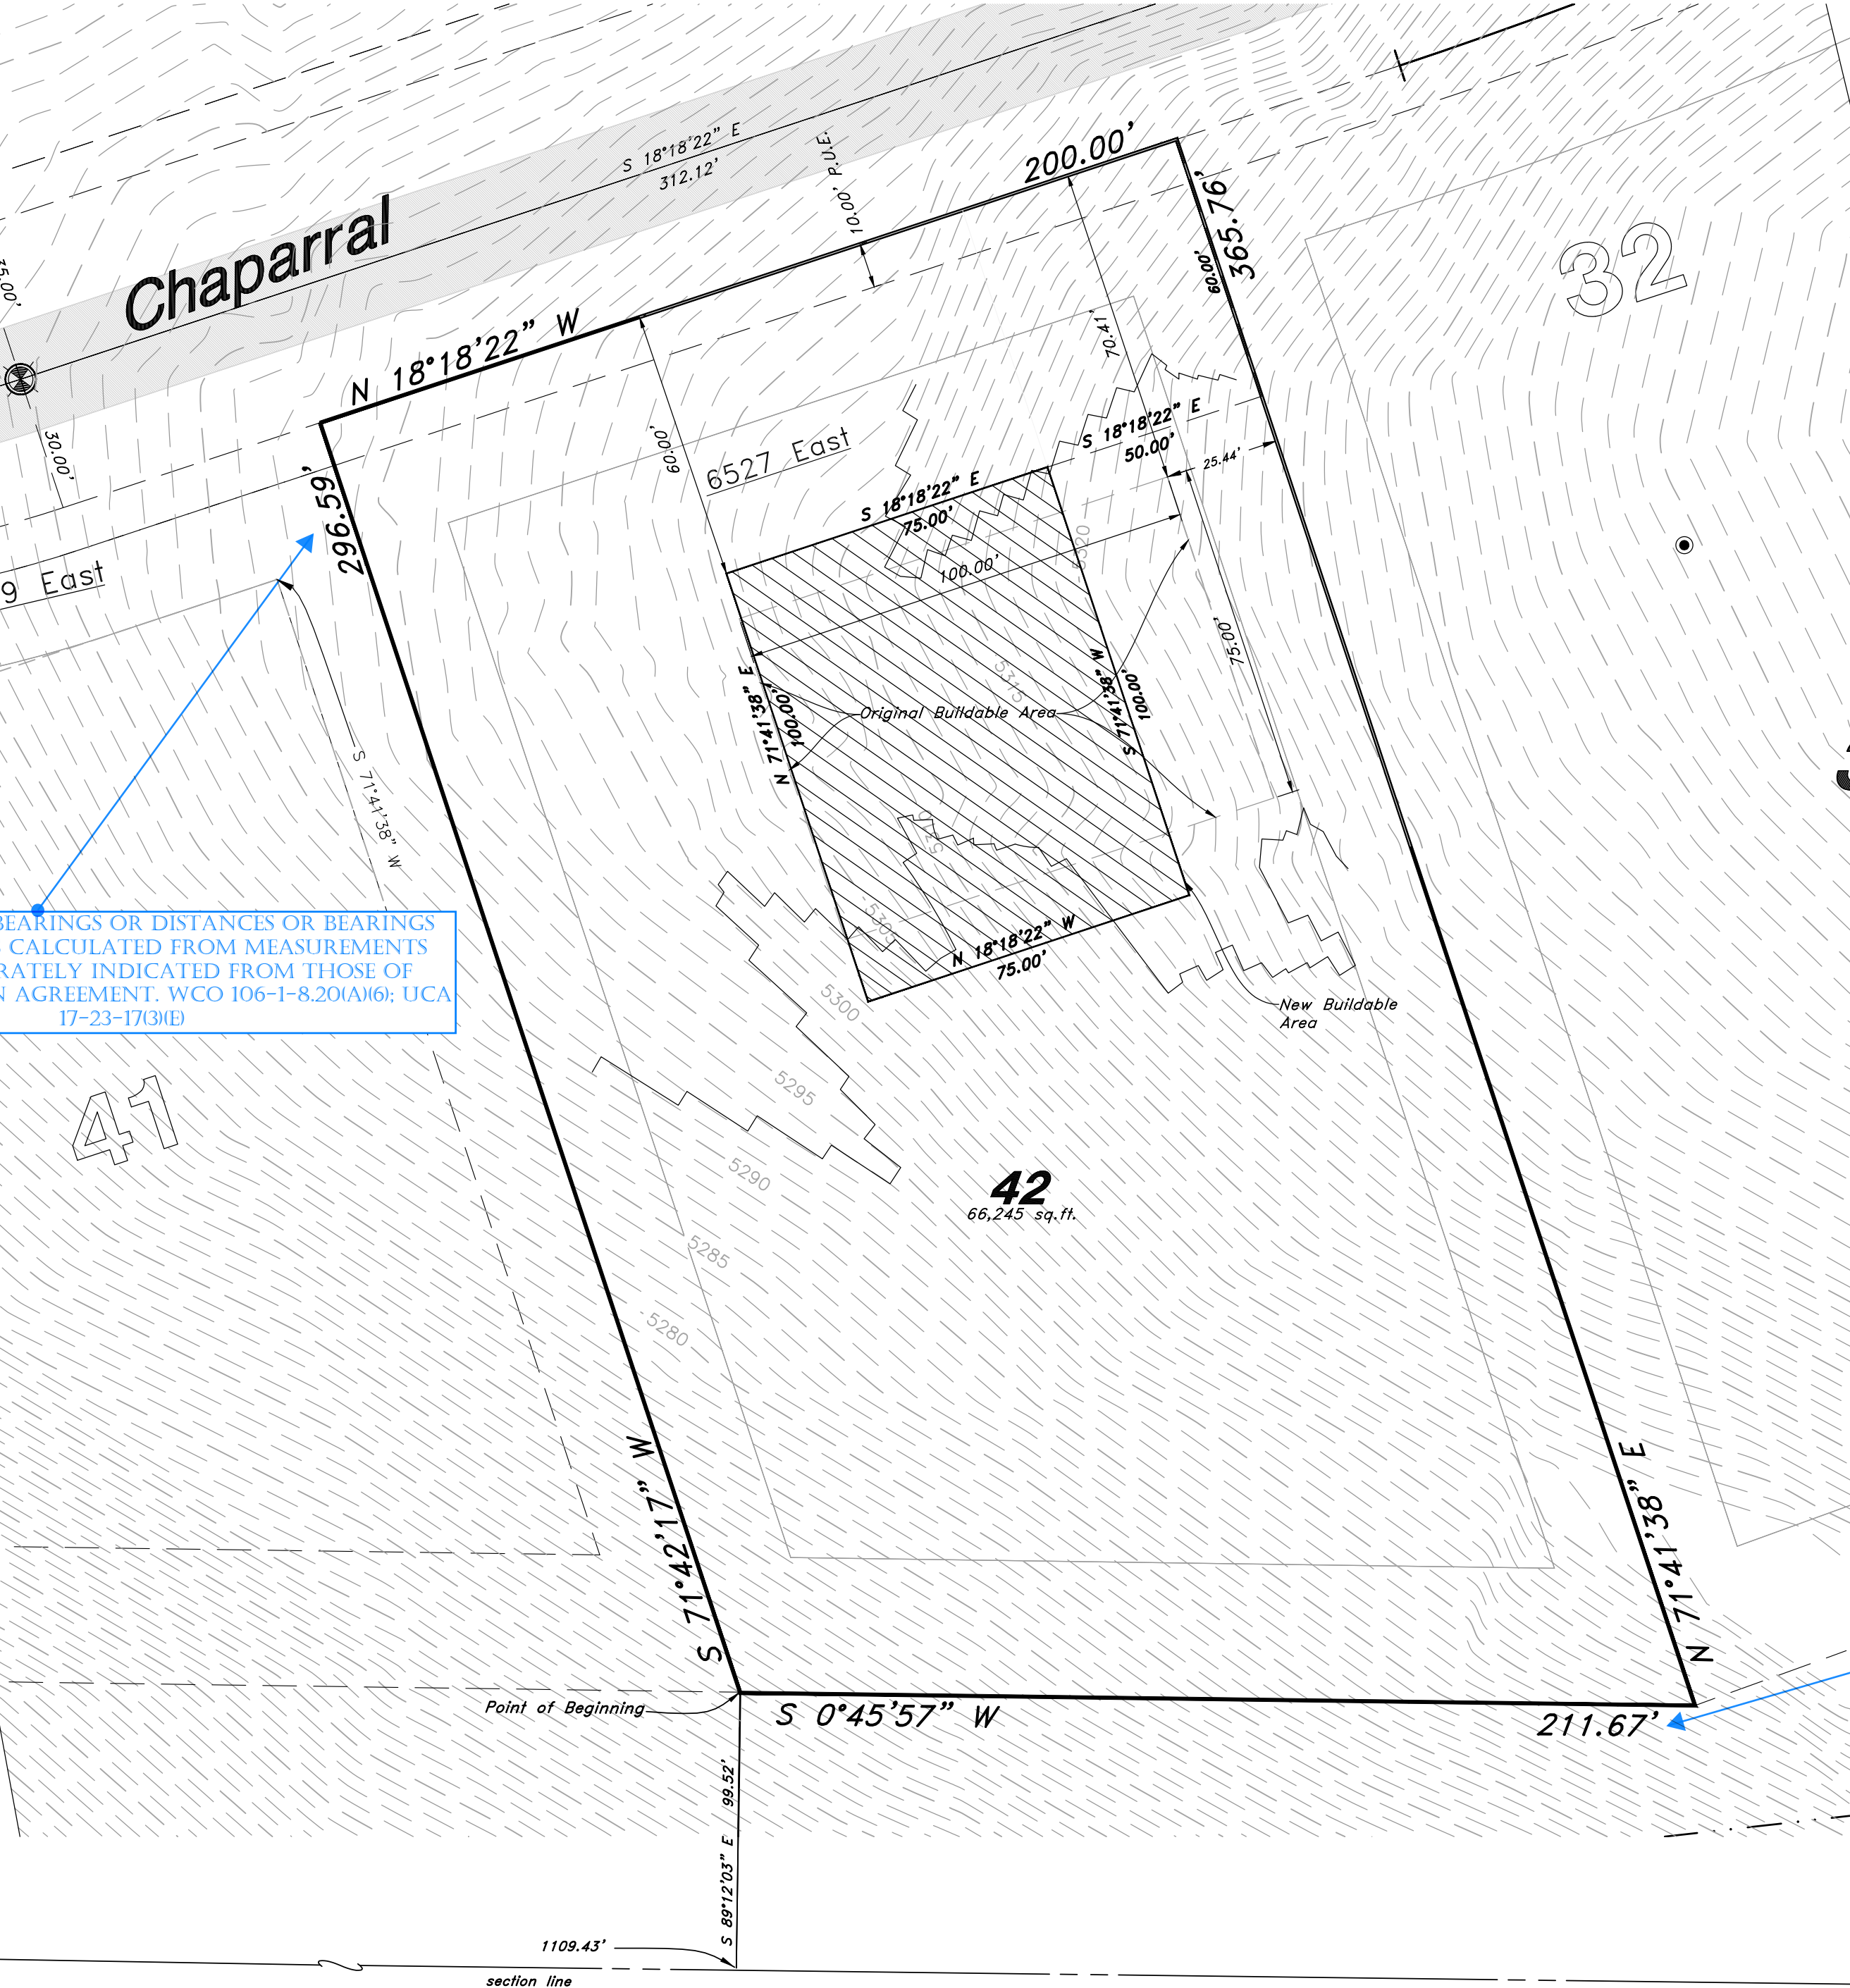 S 18°18'22" E
312.12'
Chaparral
10.00' P.U.E.
200.00'
365.76'
60.00'
32
30.00'
N 18°18'22" W
296.59'
60.00'
6527 East
70.41'
S 18°18'22" E
50.00'
25.44'
S 18°18'22" E
75.00'
100.00'
5320
9 East
75.00'
N 71°41'38" E
100.00'
5315
S 71°41'38" W
100.00'
Original Buildable Area
S 71°41'38" W
BEARINGS OR DISTANCES OR BEARINGS
CALCULATED FROM MEASUREMENTS
RATELY INDICATED FROM THOSE OF
N AGREEMENT. WCO 106-1-8.20(A)(6); UCA
17-23-17(3)(E)
5305
N 18°18'22" W
75.00'
New Buildable
Area
5300
5295
41
5290
42
66,245 sq.ft.
5285
5280
S 71°42'17" W
N 71°41'38" E
Point of Beginning
S 0°45'57" W
211.67'
S 89°12'03" E 99.52'
1109.43'
section line